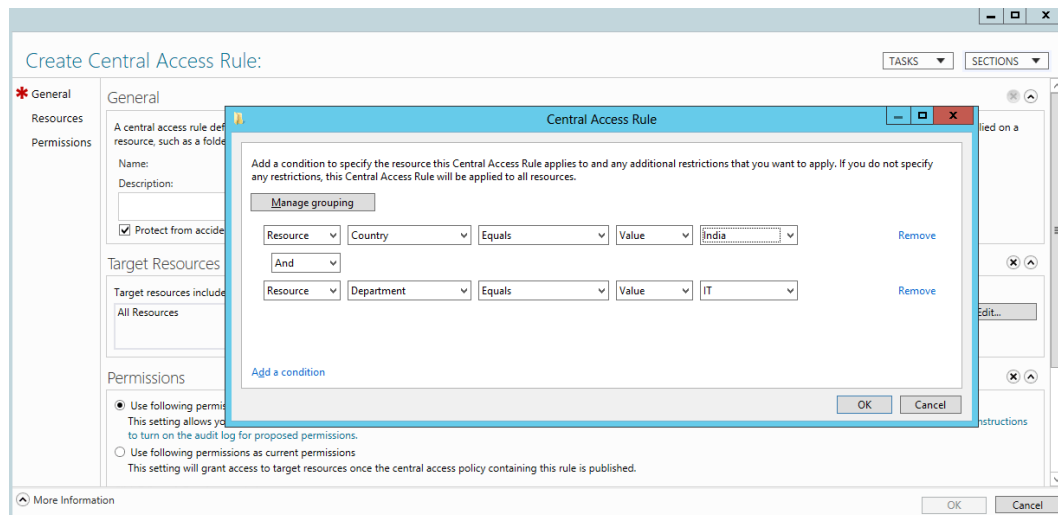 Create Central Access Rule:
TASKS
SECTIONS
General
Resources
Permissions
General
A central access rule def
lied on a
resource, such as a folde
Name:
Description:
Protect from accide
Target Resources
Target resources include
All Resources
Edit...
Permissions
Use following permis
This setting allows yo
nstructions
to turn on the audit log for proposed permissions.
Use following permissions as current permissions
This setting will grant access to target resources once the central access policy containing this rule is published.
More Information
OK
Cancel
Central Access Rule
Add a condition to specify the resource this Central Access Rule applies to and any additional restrictions that you want to apply. If you do not specify
any restrictions, this Central Access Rule will be applied to all resources.
Manage grouping
Resource Country Equals Value India Remove
And
Resource Department Equals Value IT Remove
Add a condition
OK
Cancel